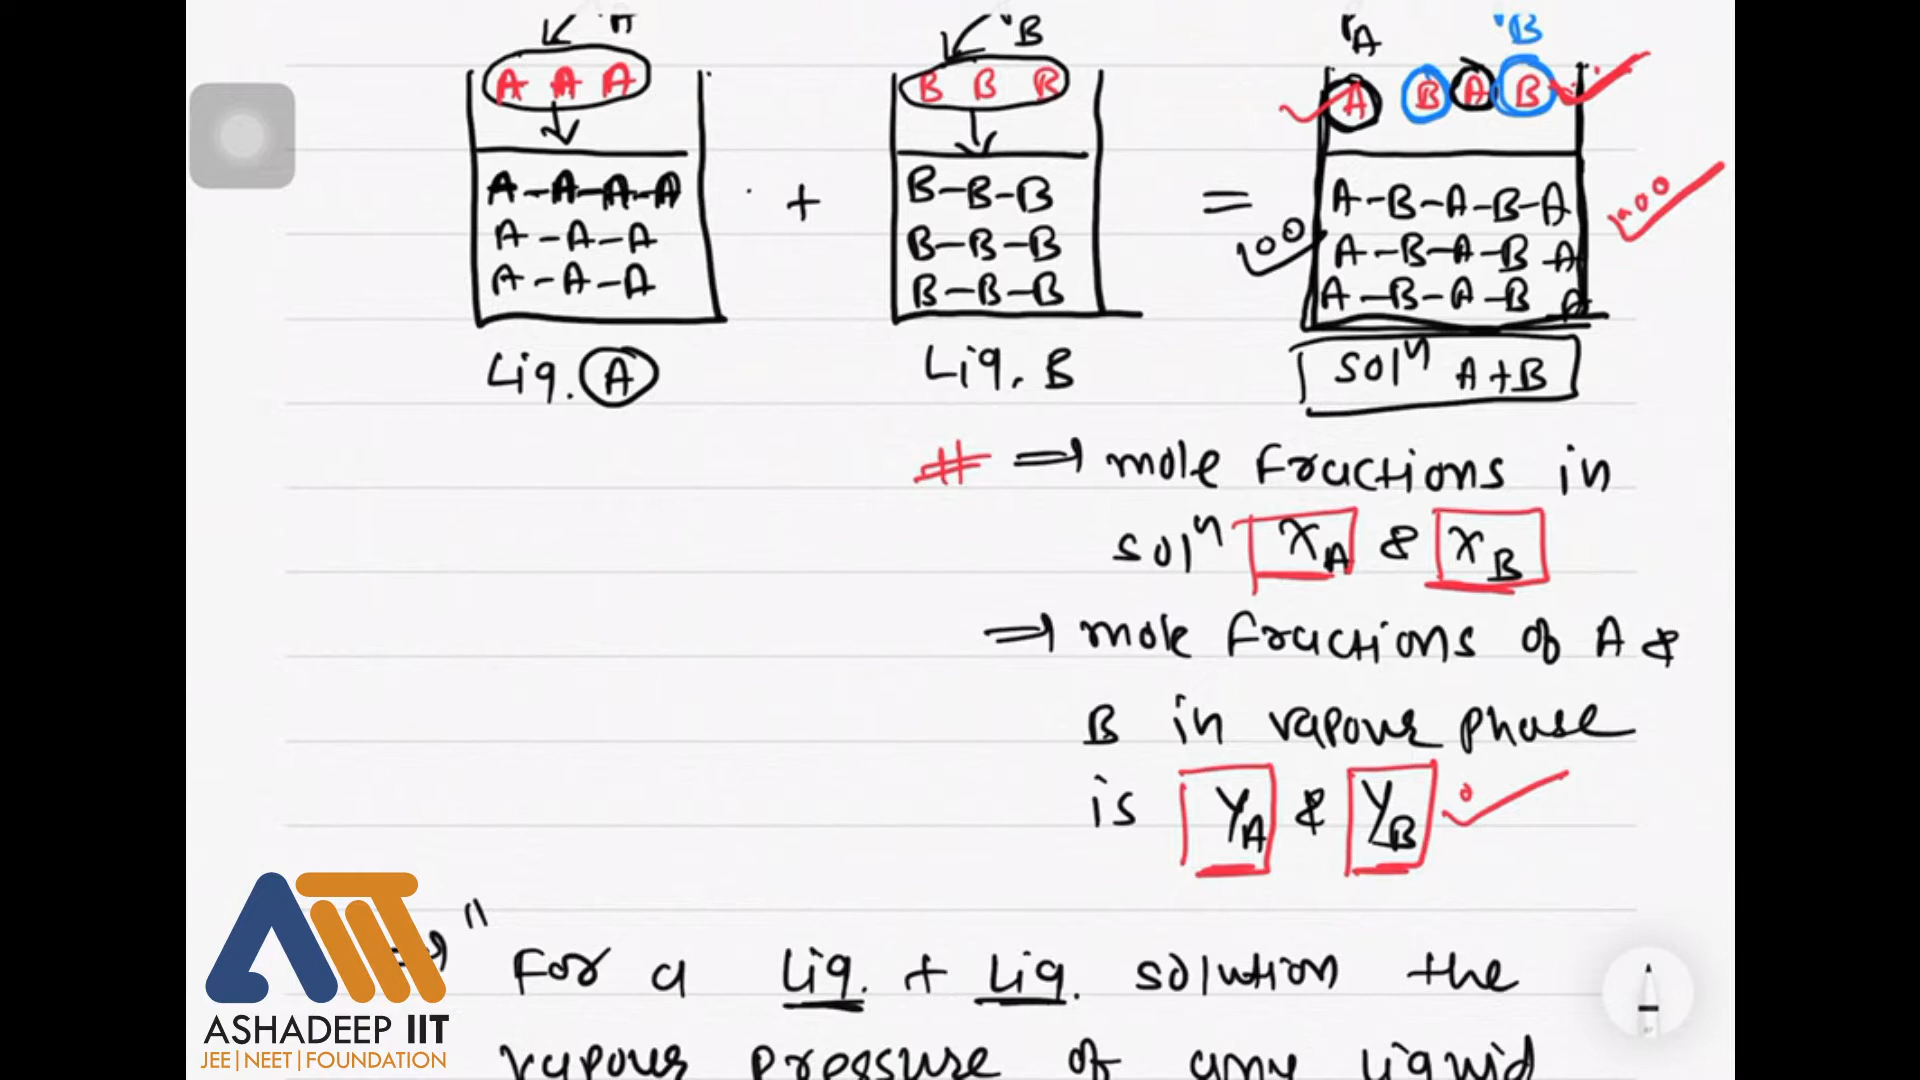 A A A
B B B
A B A B
A-A-A-A
A-A-A
A-A-A
+
B-B-B
B-B-B
B-B-B
=
A-B-A-B-A
A-B-A-B-A
A-B-A-B A
Liq. A
Liq. B
solⁿ A+B
# ⇒ mole fractions in
solⁿ xA & xB
⇒ mole fractions of A &
B in vapour phase
is YA & YB
⇒ " For a Liq. + Liq. solution the
vapour pressure of any liquid
ASHADEEP IIT
JEE | NEET | FOUNDATION